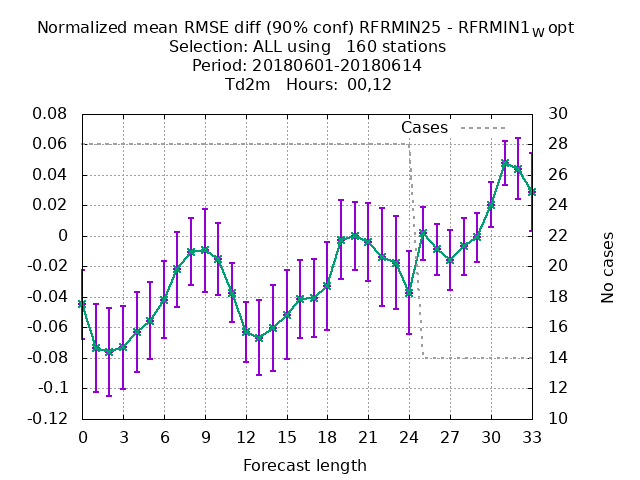 Normalized mean RMSE diff (90% conf) RFRMIN25 - RFRMIN1wopt
Selection: ALL using   160 stations
Period: 20180601-20180614
Td2m   Hours:  00,12
Cases
0.08
0.06
0.04
0.02
0
-0.02
-0.04
-0.06
-0.08
-0.1
-0.12
30
28
26
24
22
20
18
16
14
12
10
No cases
0 3 6 9 12 15 18 21 24 27 30 33
Forecast length